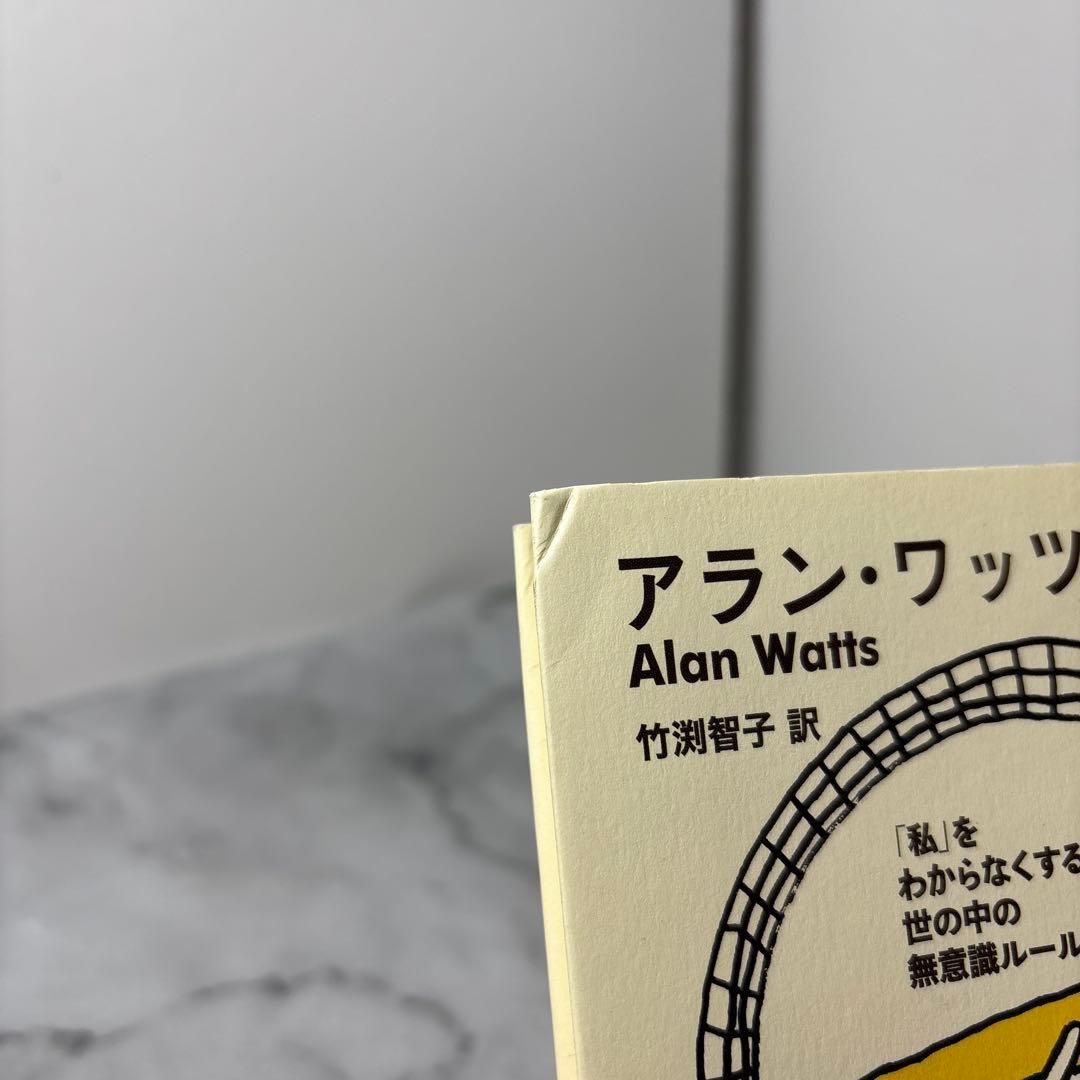 アラン・ワッツ
Alan Watts
竹渕智子 訳
「私」を
わからなくする
世の中の
無意識ルール